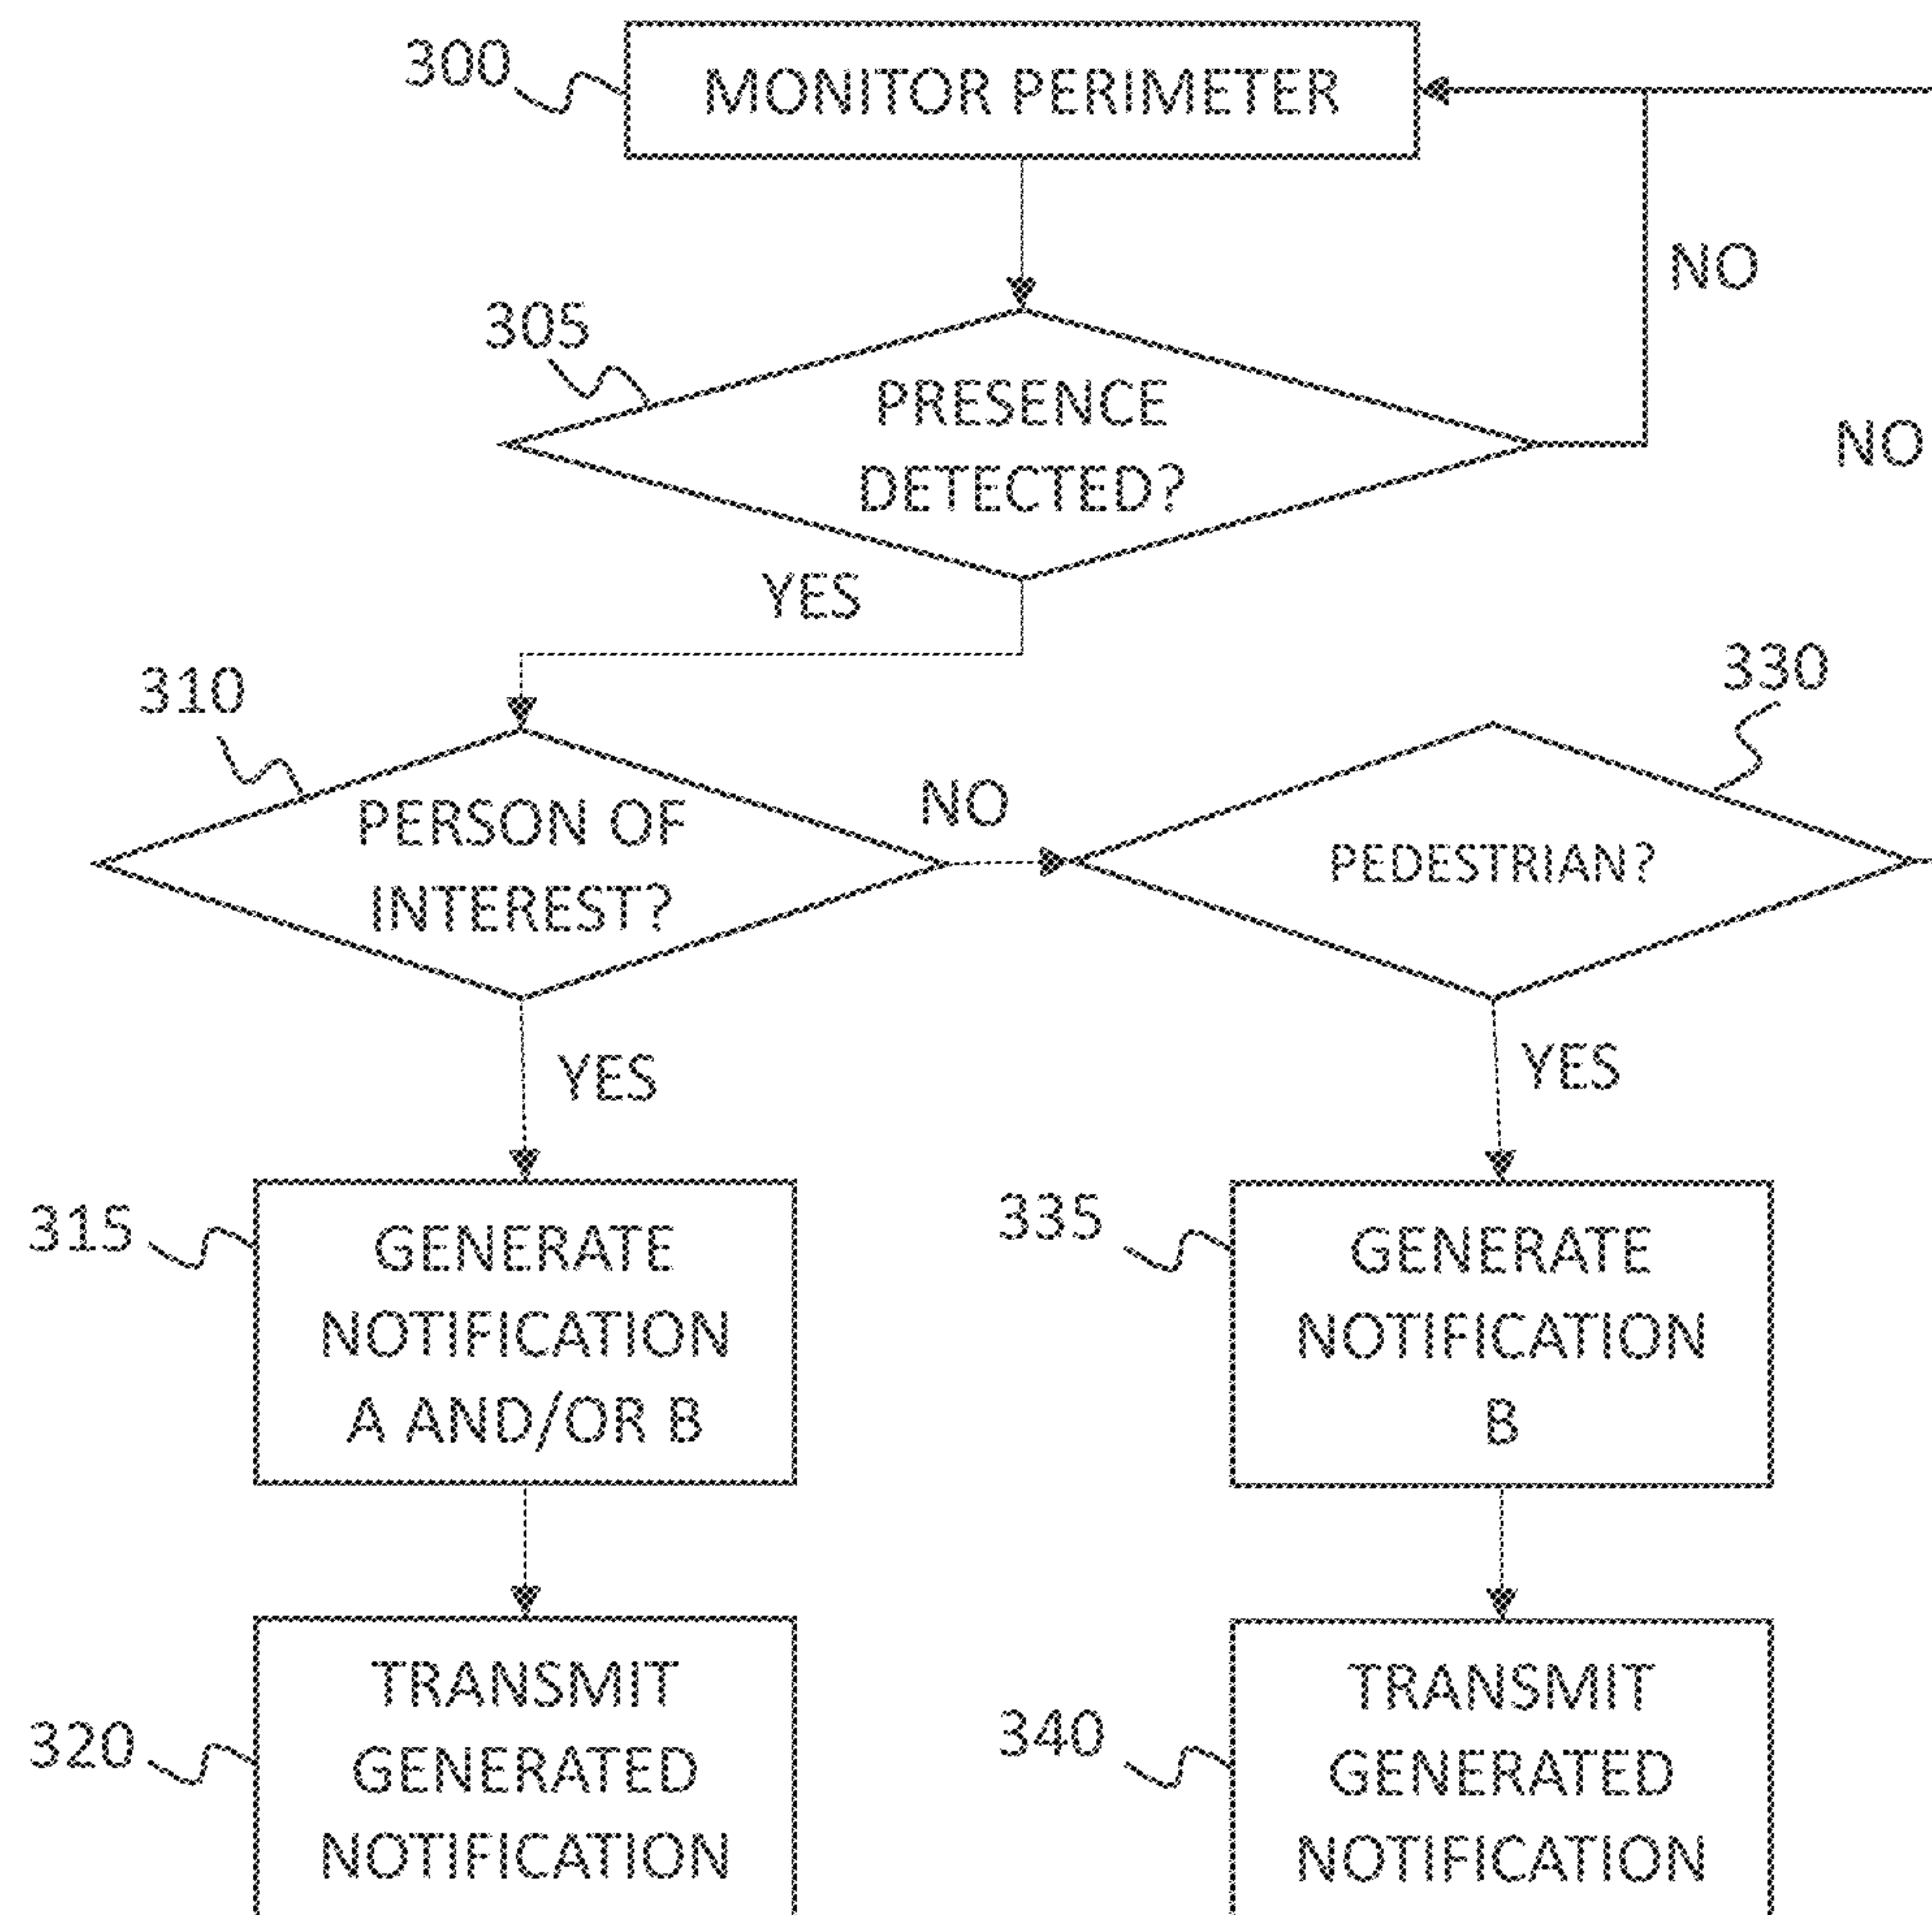 300
MONITOR PERIMETER
NO
305
PRESENCE
DETECTED?
NO
YES
310
330
PERSON OF
INTEREST?
NO
PEDESTRIAN?
YES
YES
315
GENERATE
NOTIFICATION
A AND/OR B
335
GENERATE
NOTIFICATION
B
320
TRANSMIT
GENERATED
NOTIFICATION
340
TRANSMIT
GENERATED
NOTIFICATION